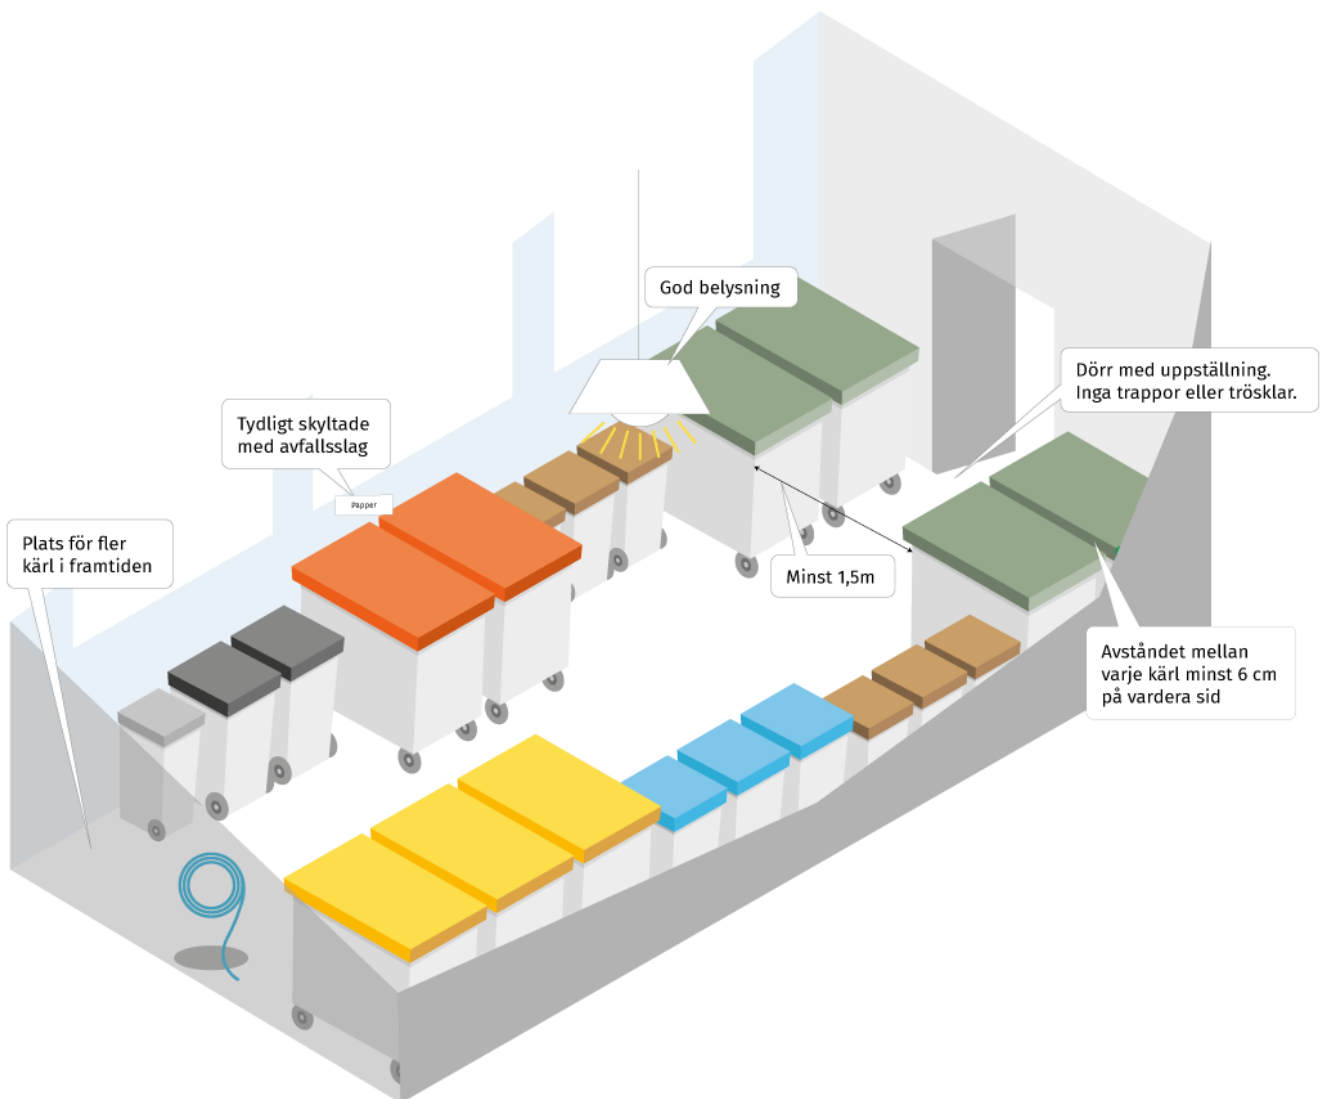 God belysning
Dörr med uppställning.
Inga trappor eller trösklar.
Tydligt skyltade
med avfallsslag
Papper
Plats för fler
kärl i framtiden
Minst 1,5m
Avståndet mellan
varje kärl minst 6 cm
på vardera sid